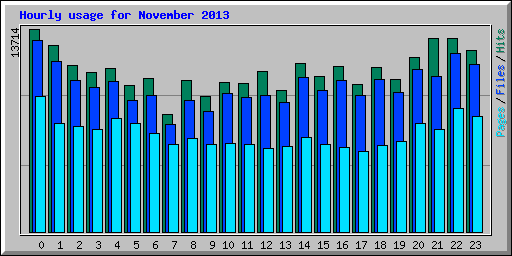 Hourly usage for November 2013
13714
Pages/Files/Hits
0 1 2 3 4 5 6 7 8 9 10 11 12 13 14 15 16 17 18 19 20 21 22 23